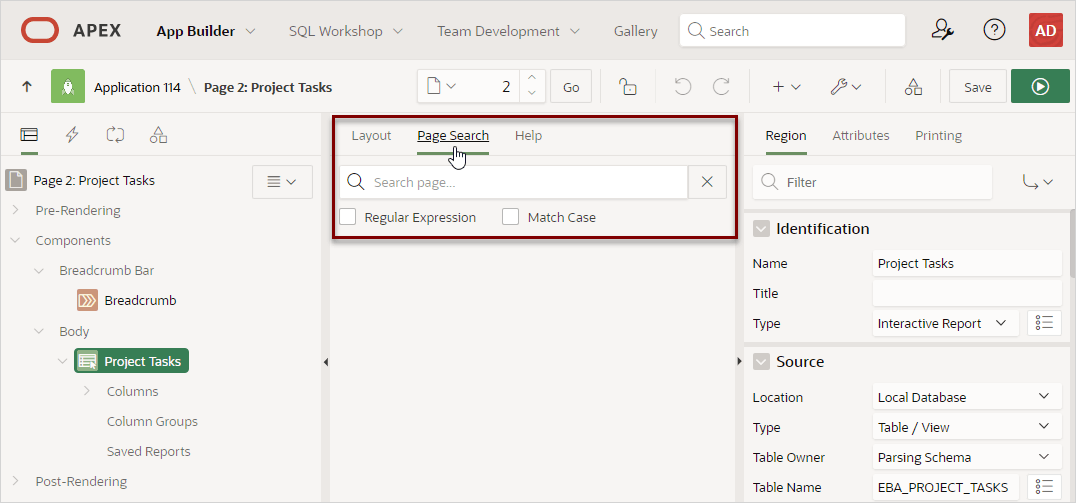 APEX App Builder SQL Workshop Team Development Gallery Search AD
Application 114 \ Page 2: Project Tasks 2 Go Save
Layout Page Search Help
Search page...
Regular Expression Match Case
Page 2: Project Tasks
Pre-Rendering
Components
Breadcrumb Bar
Breadcrumb
Body
Project Tasks
Columns
Column Groups
Saved Reports
Post-Rendering
Region Attributes Printing
Filter
Identification
Name Project Tasks
Title
Type Interactive Report
Source
Location Local Database
Type Table / View
Table Owner Parsing Schema
Table Name EBA_PROJECT_TASKS